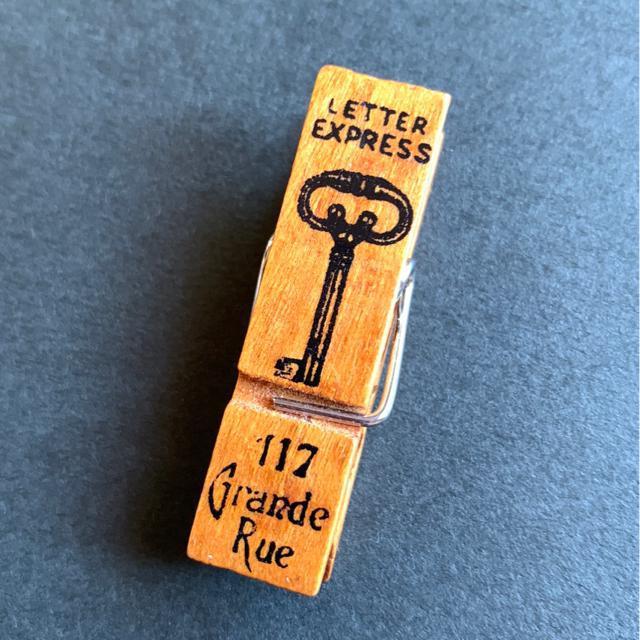 LETTER
EXPRESS
117
Grande
Rue